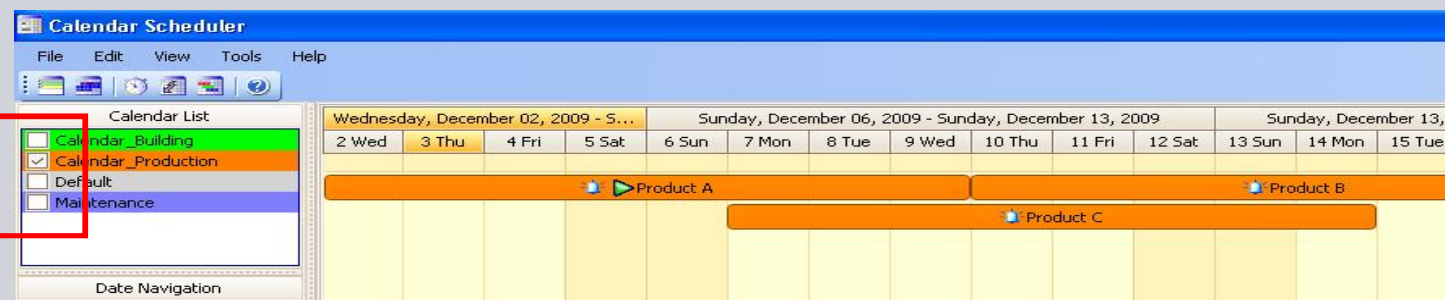 Calendar Scheduler
File Edit View Tools Help
Calendar List
Wednesday, December 02, 2009 - S... Sunday, December 06, 2009 - Sunday, December 13, 2009 Sunday, December 13,
Calendar_Building
2 Wed 3 Thu 4 Fri 5 Sat 6 Sun 7 Mon 8 Tue 9 Wed 10 Thu 11 Fri 12 Sat 13 Sun 14 Mon 15 Tue
Calendar_Production
Default
Product A Product B
Maintenance
Product C
Date Navigation